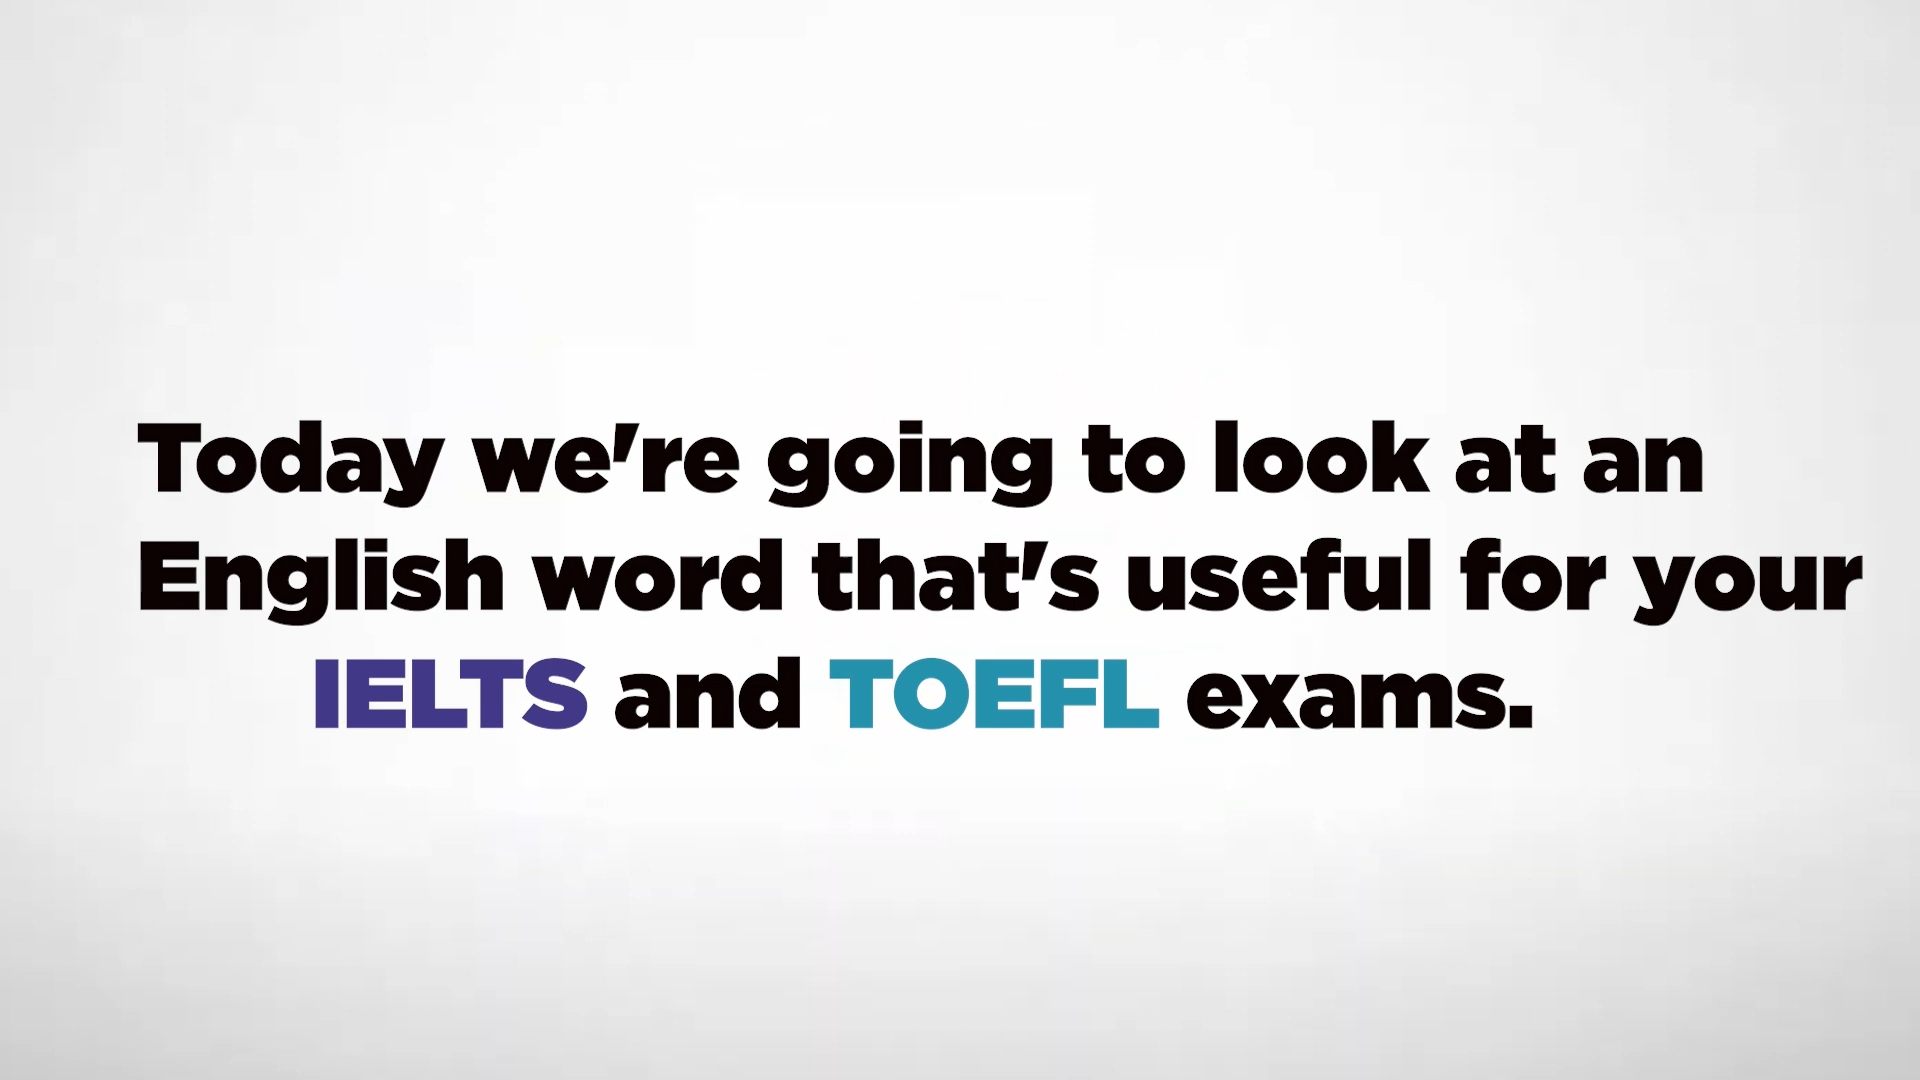 Today we're going to look at an
English word that's useful for your
IELTS and TOEFL exams.